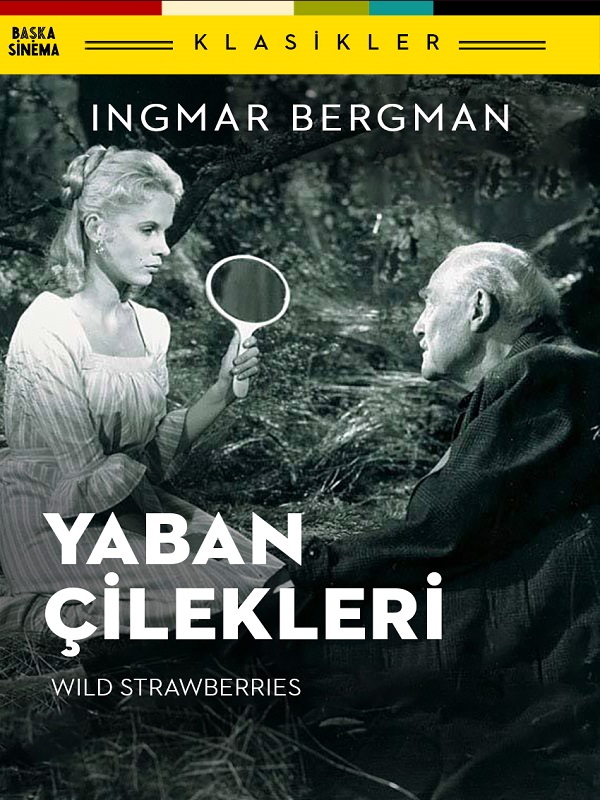 BAŞKA
SİNEMA
KLASİKLER
INGMAR BERGMAN
YABAN
ÇİLEKLERİ
WILD STRAWBERRIES